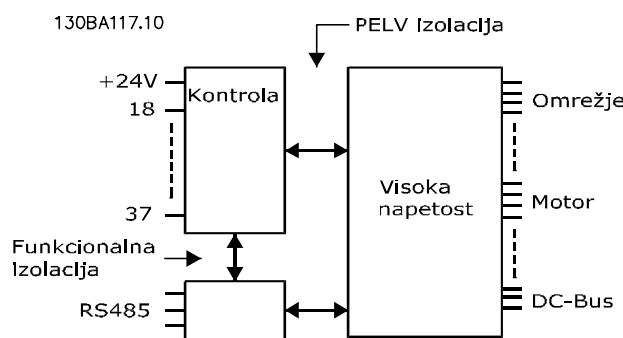 130BA117.10
PELV izolacija
+24V
18
37
Kontrola
Visoka
napetost
Omrežje
Motor
DC-Bus
Funkcionalna
izolacija
RS485